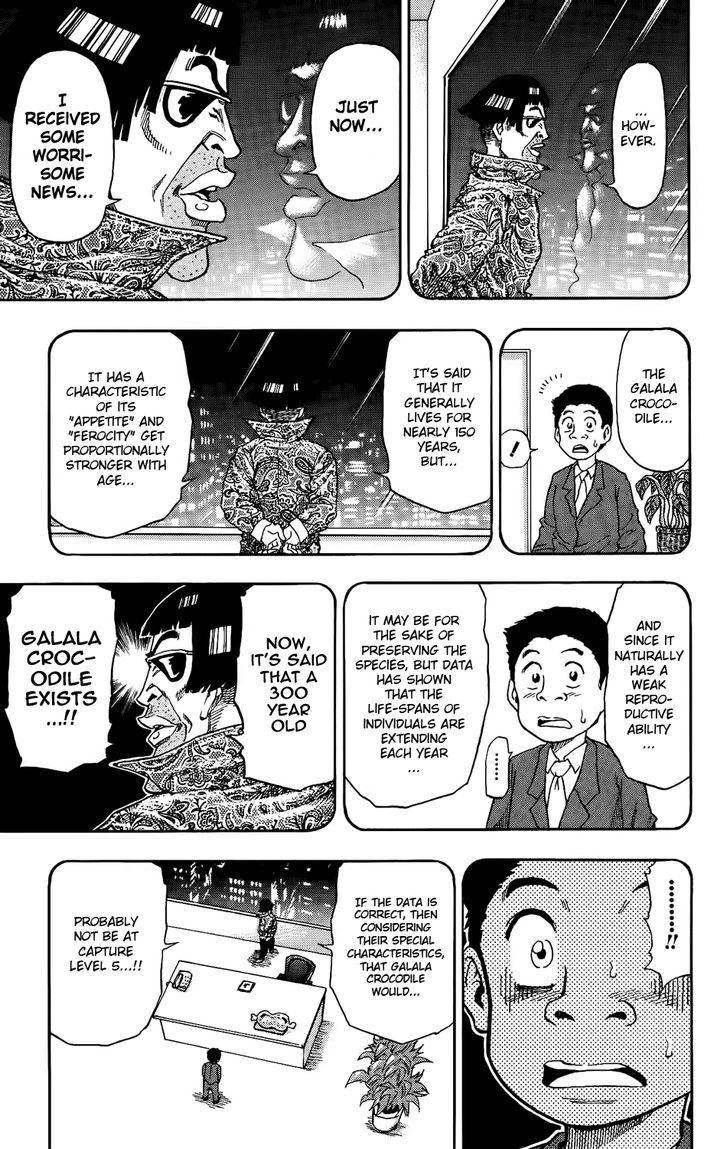 ...
HOW-
EVER.
JUST
NOW...
I
RECEIVED
SOME
WORRI-
SOME
NEWS...
THE
GALALA
CROCO-
DILE...
!
IT'S SAID
THAT IT
GENERALLY
LIVES FOR
NEARLY 150
YEARS,
BUT...
IT HAS A
CHARACTERISTIC
OF ITS
"APPETITE" AND
"FEROCITY" GET
PROPORTIONALLY
STRONGER WITH
AGE...
AND
SINCE IT
NATURALLY
HAS A
WEAK
REPRO-
DUCTIVE
ABILITY
...
IT MAY BE FOR
THE SAKE OF
PRESERVING THE
SPECIES, BUT DATA
HAS SHOWN
THAT THE
LIFE-SPANS OF
INDIVIDUALS ARE
EXTENDING
EACH YEAR
...
......
NOW,
IT'S SAID
THAT A
300
YEAR
OLD
GALALA
CROC-
ODILE
EXISTS
...!!
........!!
IF THE DATA IS
CORRECT, THEN
CONSIDERING
THEIR SPECIAL
CHARACTERISTICS,
THAT GALALA
CROCODILE
WOULD...
PROBABLY
NOT BE AT
CAPTURE
LEVEL 5...!!